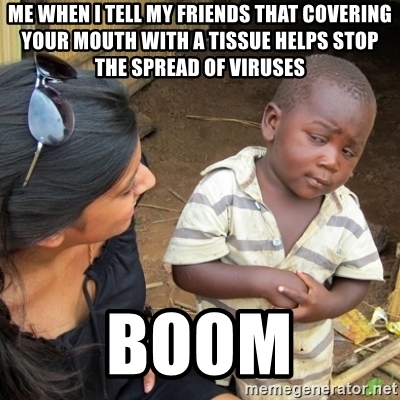 ME WHEN I TELL MY FRIENDS THAT COVERING
YOUR MOUTH WITH A TISSUE HELPS STOP
THE SPREAD OF VIRUSES
BOOM
memegenerator.net